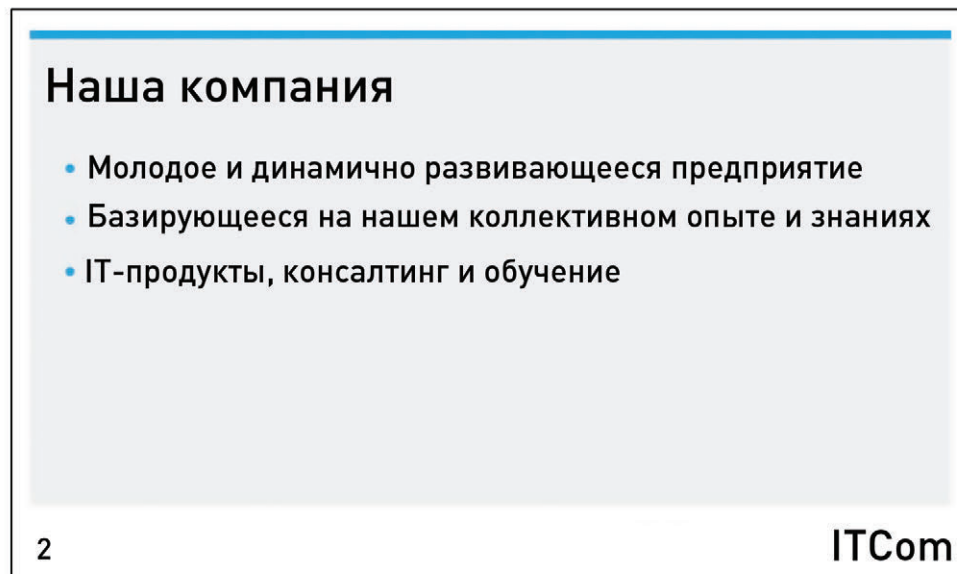 Наша компания
• Молодое и динамично развивающееся предприятие
• Базирующееся на нашем коллективном опыте и знаниях
• IT-продукты, консалтинг и обучение
2
ITCom